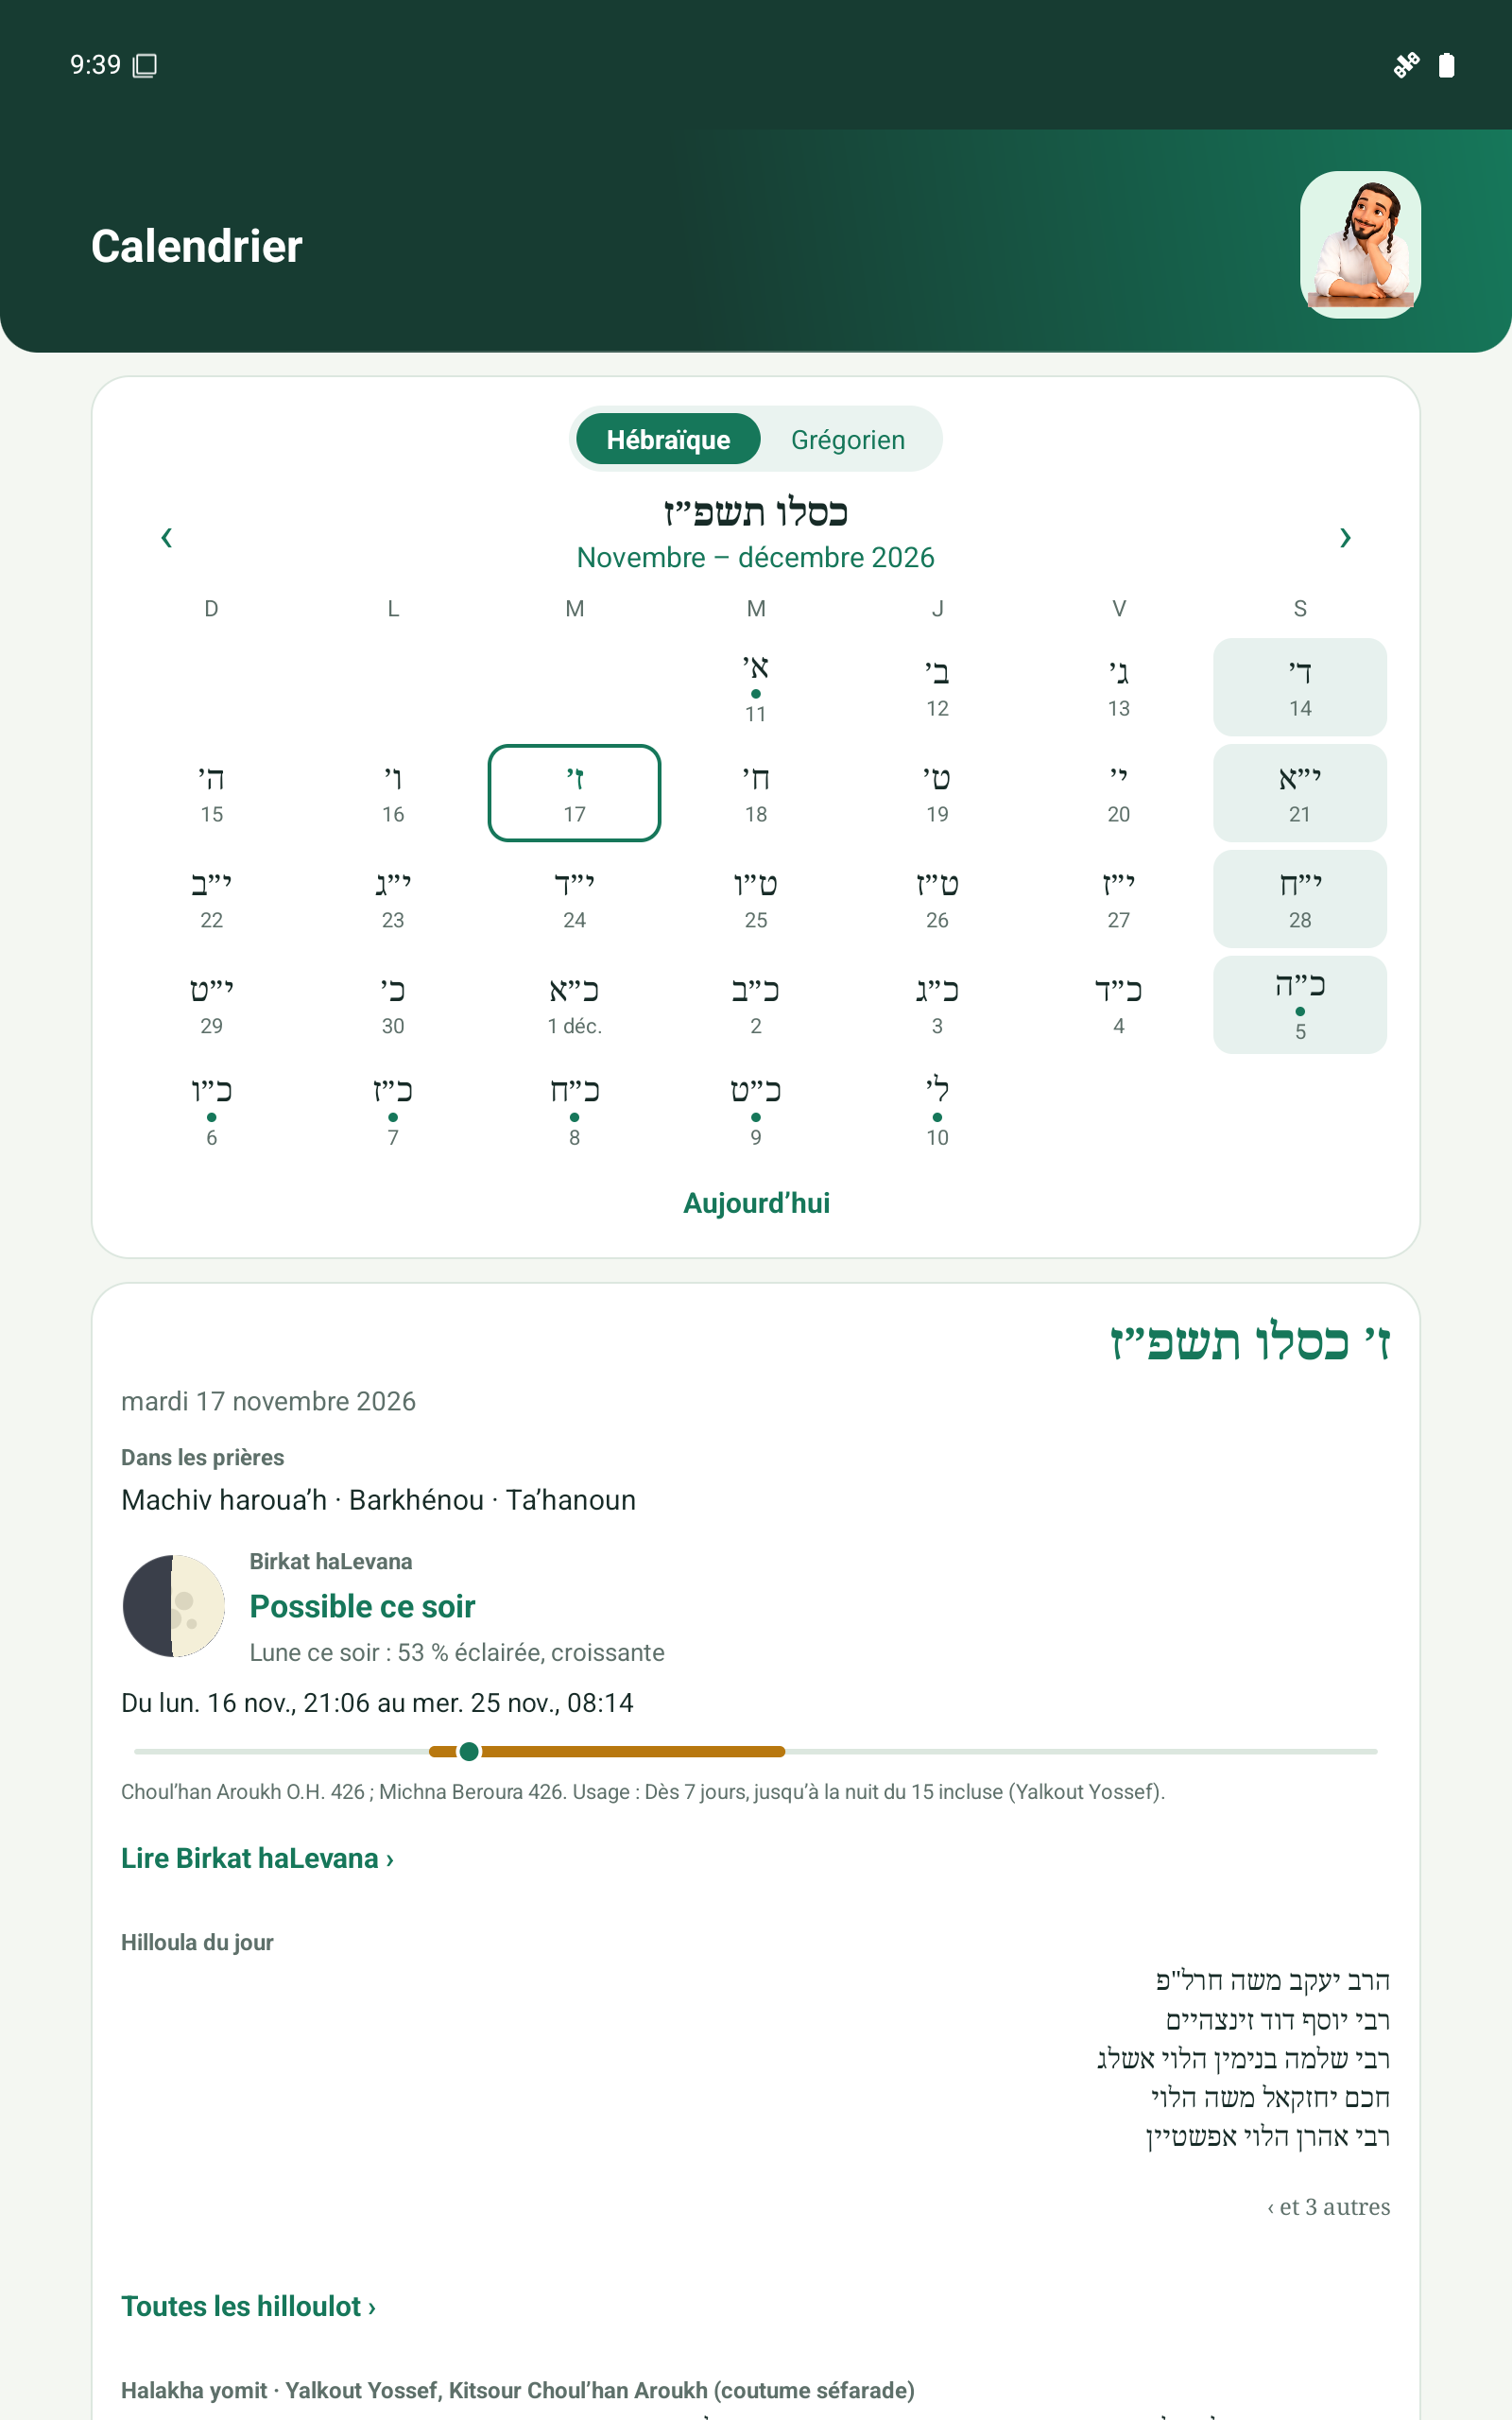 9:39
Calendrier
Hébraïque Grégorien
כסלו תשפ״ז
‹ ›
Novembre – décembre 2026
D L M M J V S
א׳ ב׳ ג׳ ד׳
11 12 13 14
ה׳ ו׳ ז׳ ח׳ ט׳ י׳ י״א
15 16 17 18 19 20 21
י״ב י״ג י״ד ט״ו ט״ז י״ז י״ח
22 23 24 25 26 27 28
י״ט כ׳ כ״א כ״ב כ״ג כ״ד כ״ה
29 30 1 déc. 2 3 4 5
כ״ו כ״ז כ״ח כ״ט ל׳
6 7 8 9 10
Aujourd’hui
ז׳ כסלו תשפ״ז
mardi 17 novembre 2026
Dans les prières
Machiv haroua’h · Barkhénou · Ta’hanoun
Birkat haLevana
Possible ce soir
Lune ce soir : 53 % éclairée, croissante
Du lun. 16 nov., 21:06 au mer. 25 nov., 08:14
Choul’han Aroukh O.H. 426 ; Michna Beroura 426. Usage : Dès 7 jours, jusqu’à la nuit du 15 incluse (Yalkout Yossef).
Lire Birkat haLevana ›
Hilloula du jour
הרב יעקב משה חרל"פ
רבי יוסף דוד זינצהיים
רבי שלמה בנימין הלוי אשלג
חכם יחזקאל משה הלוי
רבי אהרן הלוי אפשטיין
‹ et 3 autres
Toutes les hilloulot ›
Halakha yomit · Yalkout Yossef, Kitsour Choul’han Aroukh (coutume séfarade)